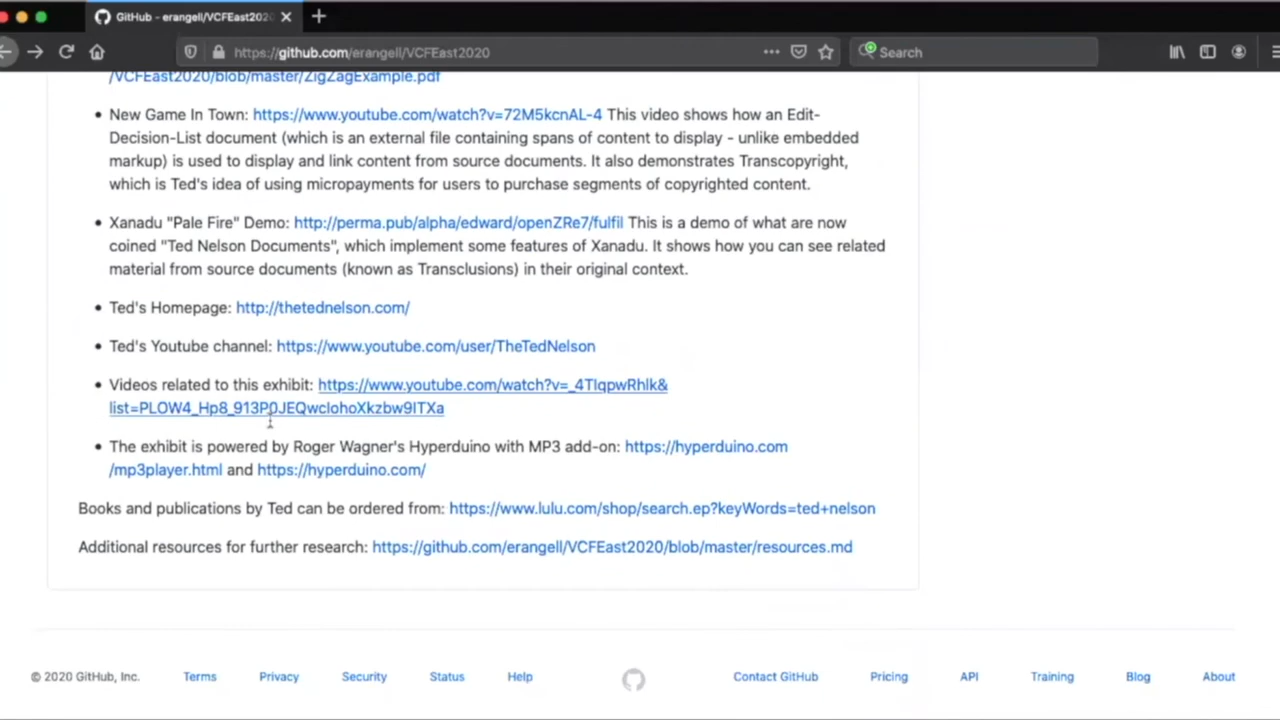 GitHub - erangell/VCFEast2020
https://github.com/erangell/VCFEast2020
Search
/VCFEast2020/blob/master/ZigZagExample.pdf
• New Game In Town: https://www.youtube.com/watch?v=72M5kcnAL-4 This video shows how an Edit-
Decision-List document (which is an external file containing spans of content to display - unlike embedded
markup) is used to display and link content from source documents. It also demonstrates Transcopyright,
which is Ted's idea of using micropayments for users to purchase segments of copyrighted content.
• Xanadu "Pale Fire" Demo: http://perma.pub/alpha/edward/openZRe7/fulfil This is a demo of what are now
coined "Ted Nelson Documents", which implement some features of Xanadu. It shows how you can see related
material from source documents (known as Transclusions) in their original context.
• Ted's Homepage: http://thetednelson.com/
• Ted's Youtube channel: https://www.youtube.com/user/TheTedNelson
• Videos related to this exhibit: https://www.youtube.com/watch?v=_4TlqpwRhlk&
list=PLOW4_Hp8_913P0JEQwclohoXkzbw9ITXa
• The exhibit is powered by Roger Wagner's Hyperduino with MP3 add-on: https://hyperduino.com
/mp3player.html and https://hyperduino.com/
Books and publications by Ted can be ordered from: https://www.lulu.com/shop/search.ep?keyWords=ted+nelson
Additional resources for further research: https://github.com/erangell/VCFEast2020/blob/master/resources.md
© 2020 GitHub, Inc. Terms Privacy Security Status Help Contact GitHub Pricing API Training Blog About